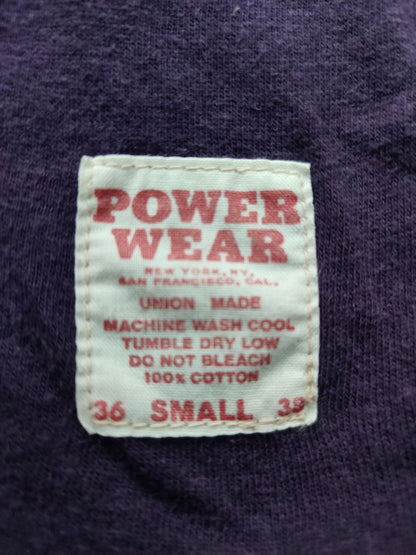 POWER
WEAR
NEW YORK, NY.
SAN FRANCISCO, CAL.
UNION MADE
MACHINE WASH COOL
TUMBLE DRY LOW
DO NOT BLEACH
100% COTTON
36 SMALL 38